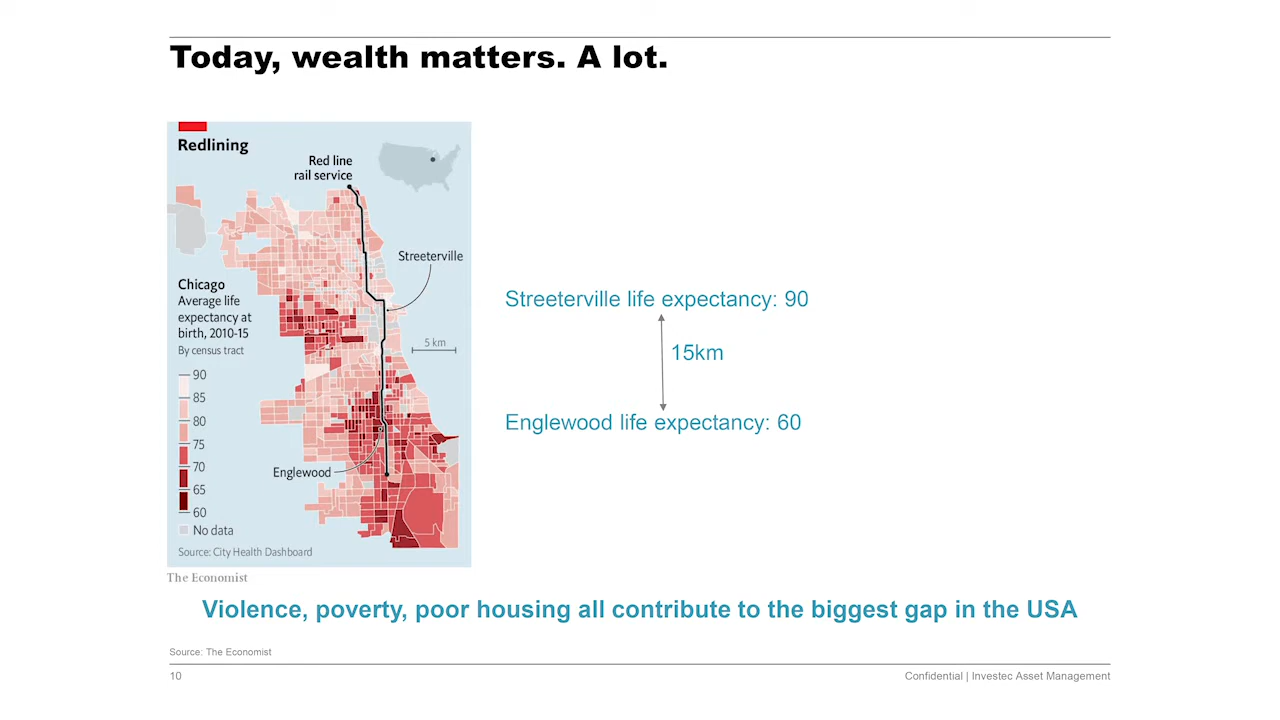 Today, wealth matters. A lot.
Redlining
Red line
rail service
Streeterville
Chicago
Average life
expectancy at
birth, 2010-15
By census tract
5 km
90
85
80
75
70
65
60
No data
Englewood
Source: City Health Dashboard
The Economist
Streeterville life expectancy: 90
15km
Englewood life expectancy: 60
Violence, poverty, poor housing all contribute to the biggest gap in the USA
Source: The Economist
10
Confidential | Investec Asset Management